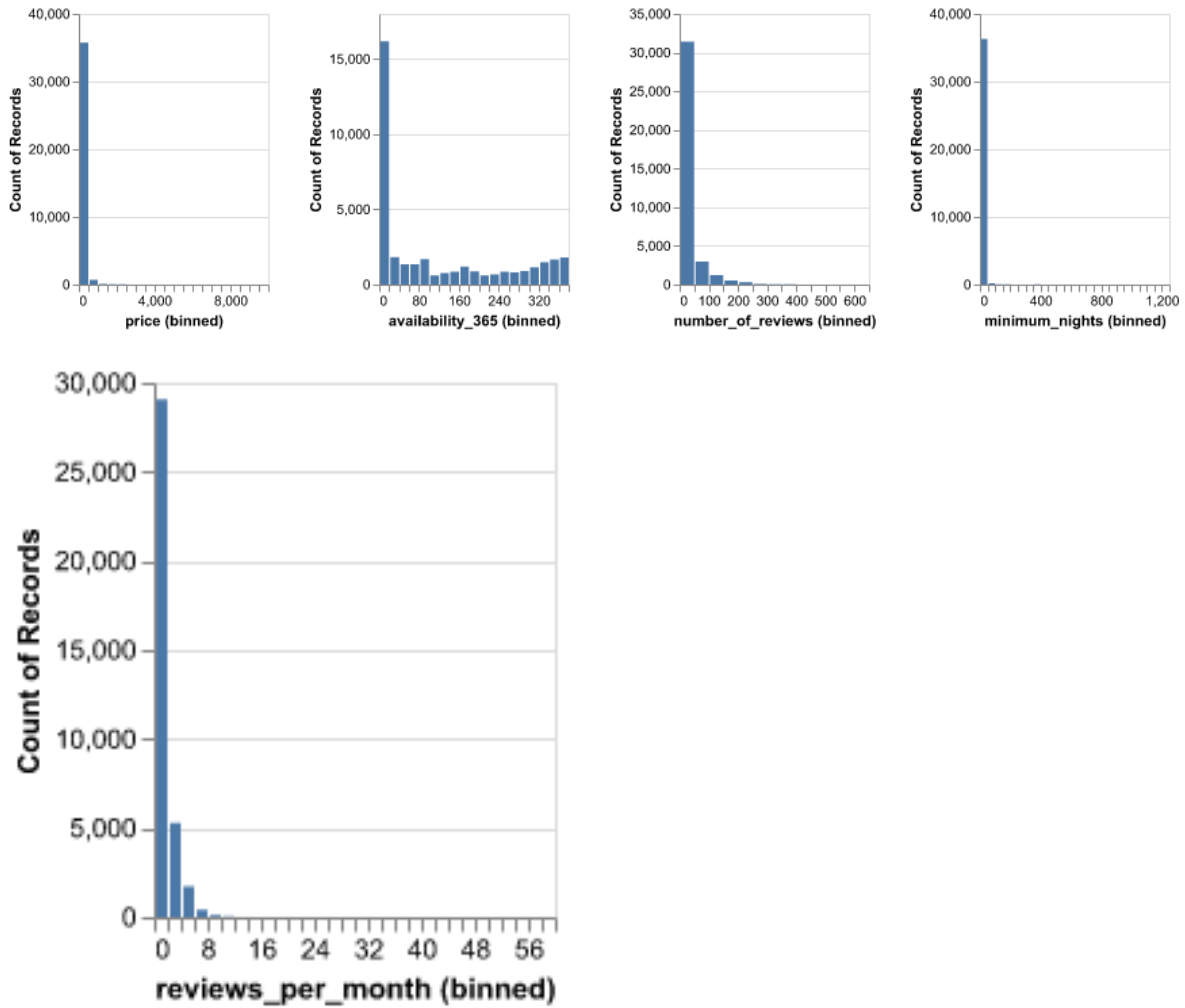 40,000
30,000
20,000
10,000
0
Count of Records
0 4,000 8,000
price (binned)
15,000
10,000
5,000
0
Count of Records
0 80 160 240 320
availability_365 (binned)
35,000
30,000
25,000
20,000
15,000
10,000
5,000
0
Count of Records
0 100 200 300 400 500 600
number_of_reviews (binned)
40,000
30,000
20,000
10,000
0
Count of Records
0 400 800 1,200
minimum_nights (binned)
30,000
25,000
20,000
15,000
10,000
5,000
0
Count of Records
0 8 16 24 32 40 48 56
reviews_per_month (binned)